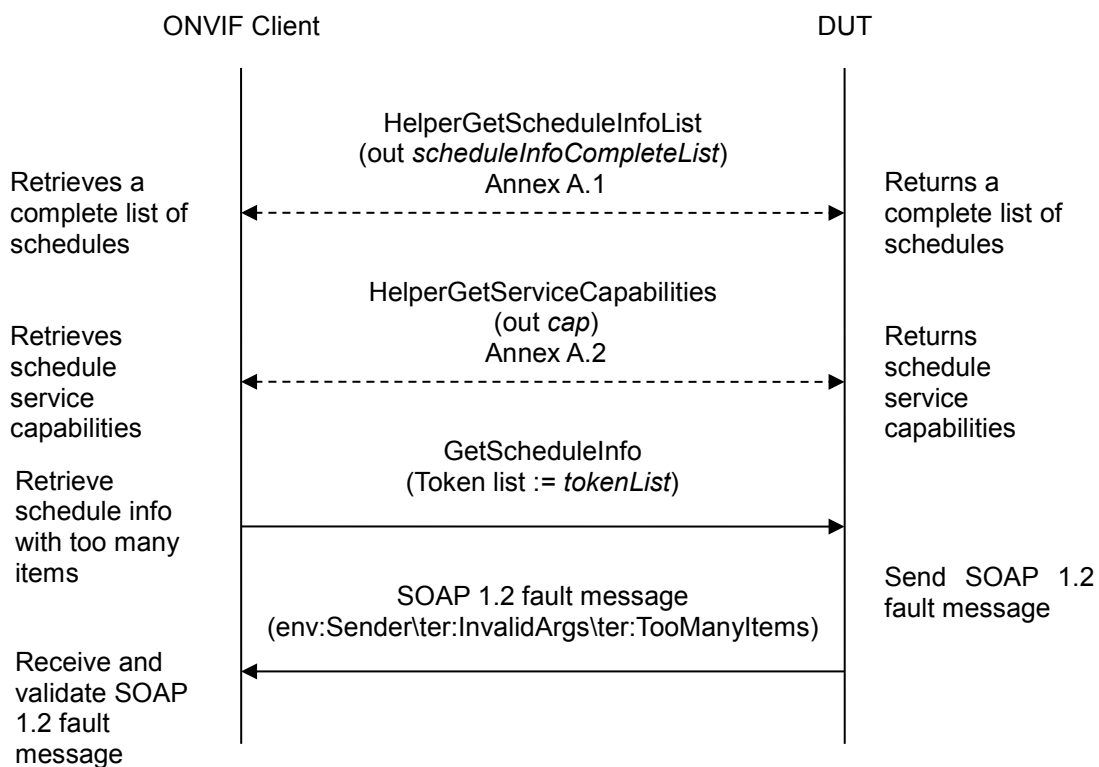 ONVIF Client
DUT
HelperGetScheduleInfoList
(out scheduleInfoCompleteList)
Annex A.1
Retrieves a
complete list of
schedules
Returns a
complete list of
schedules
HelperGetServiceCapabilities
(out cap)
Annex A.2
Retrieves
schedule
service
capabilities
Returns
schedule
service
capabilities
GetScheduleInfo
(Token list := tokenList)
Retrieve
schedule info
with too many
items
SOAP 1.2 fault message
(env:Sender\ter:InvalidArgs\ter:TooManyItems)
Send SOAP 1.2
fault message
Receive and
validate SOAP
1.2 fault
message